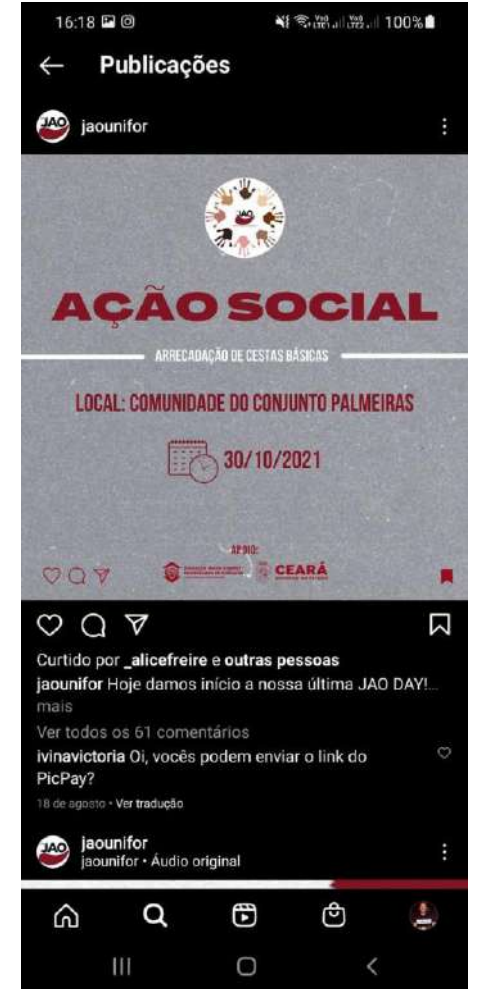 16:18
100%
Publicações
JAO
jaounifor
JAO
AÇÃO SOCIAL
ARRECADAÇÃO DE CESTAS BÁSICAS
LOCAL: COMUNIDADE DO CONJUNTO PALMEIRAS
30/10/2021
APOIO:
CEARÁ
Curtido por _alicefreire e outras pessoas
jaounifor Hoje damos início a nossa última JAO DAY!...
mais
Ver todos os 61 comentários
ivinavictoria Oi, vocês podem enviar o link do
PicPay?
18 de agosto • Ver tradução
JAO
jaounifor
jaounifor • Áudio original